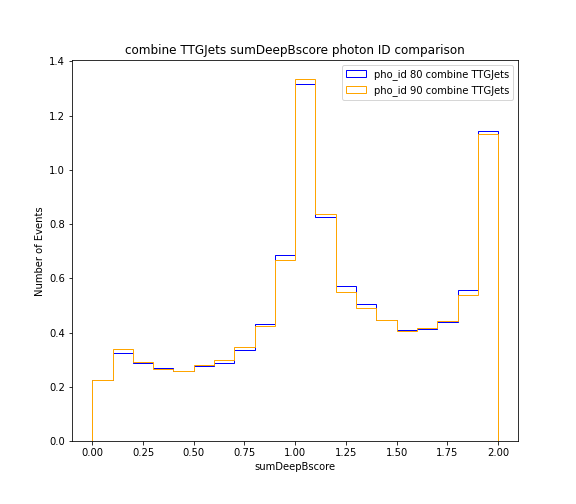 combine TTGJets sumDeepBscore photon ID comparison
pho_id 80 combine TTGJets
pho_id 90 combine TTGJets
Number of Events
1.4
1.2
1.0
0.8
0.6
0.4
0.2
0.0
0.00 0.25 0.50 0.75 1.00 1.25 1.50 1.75 2.00
sumDeepBscore